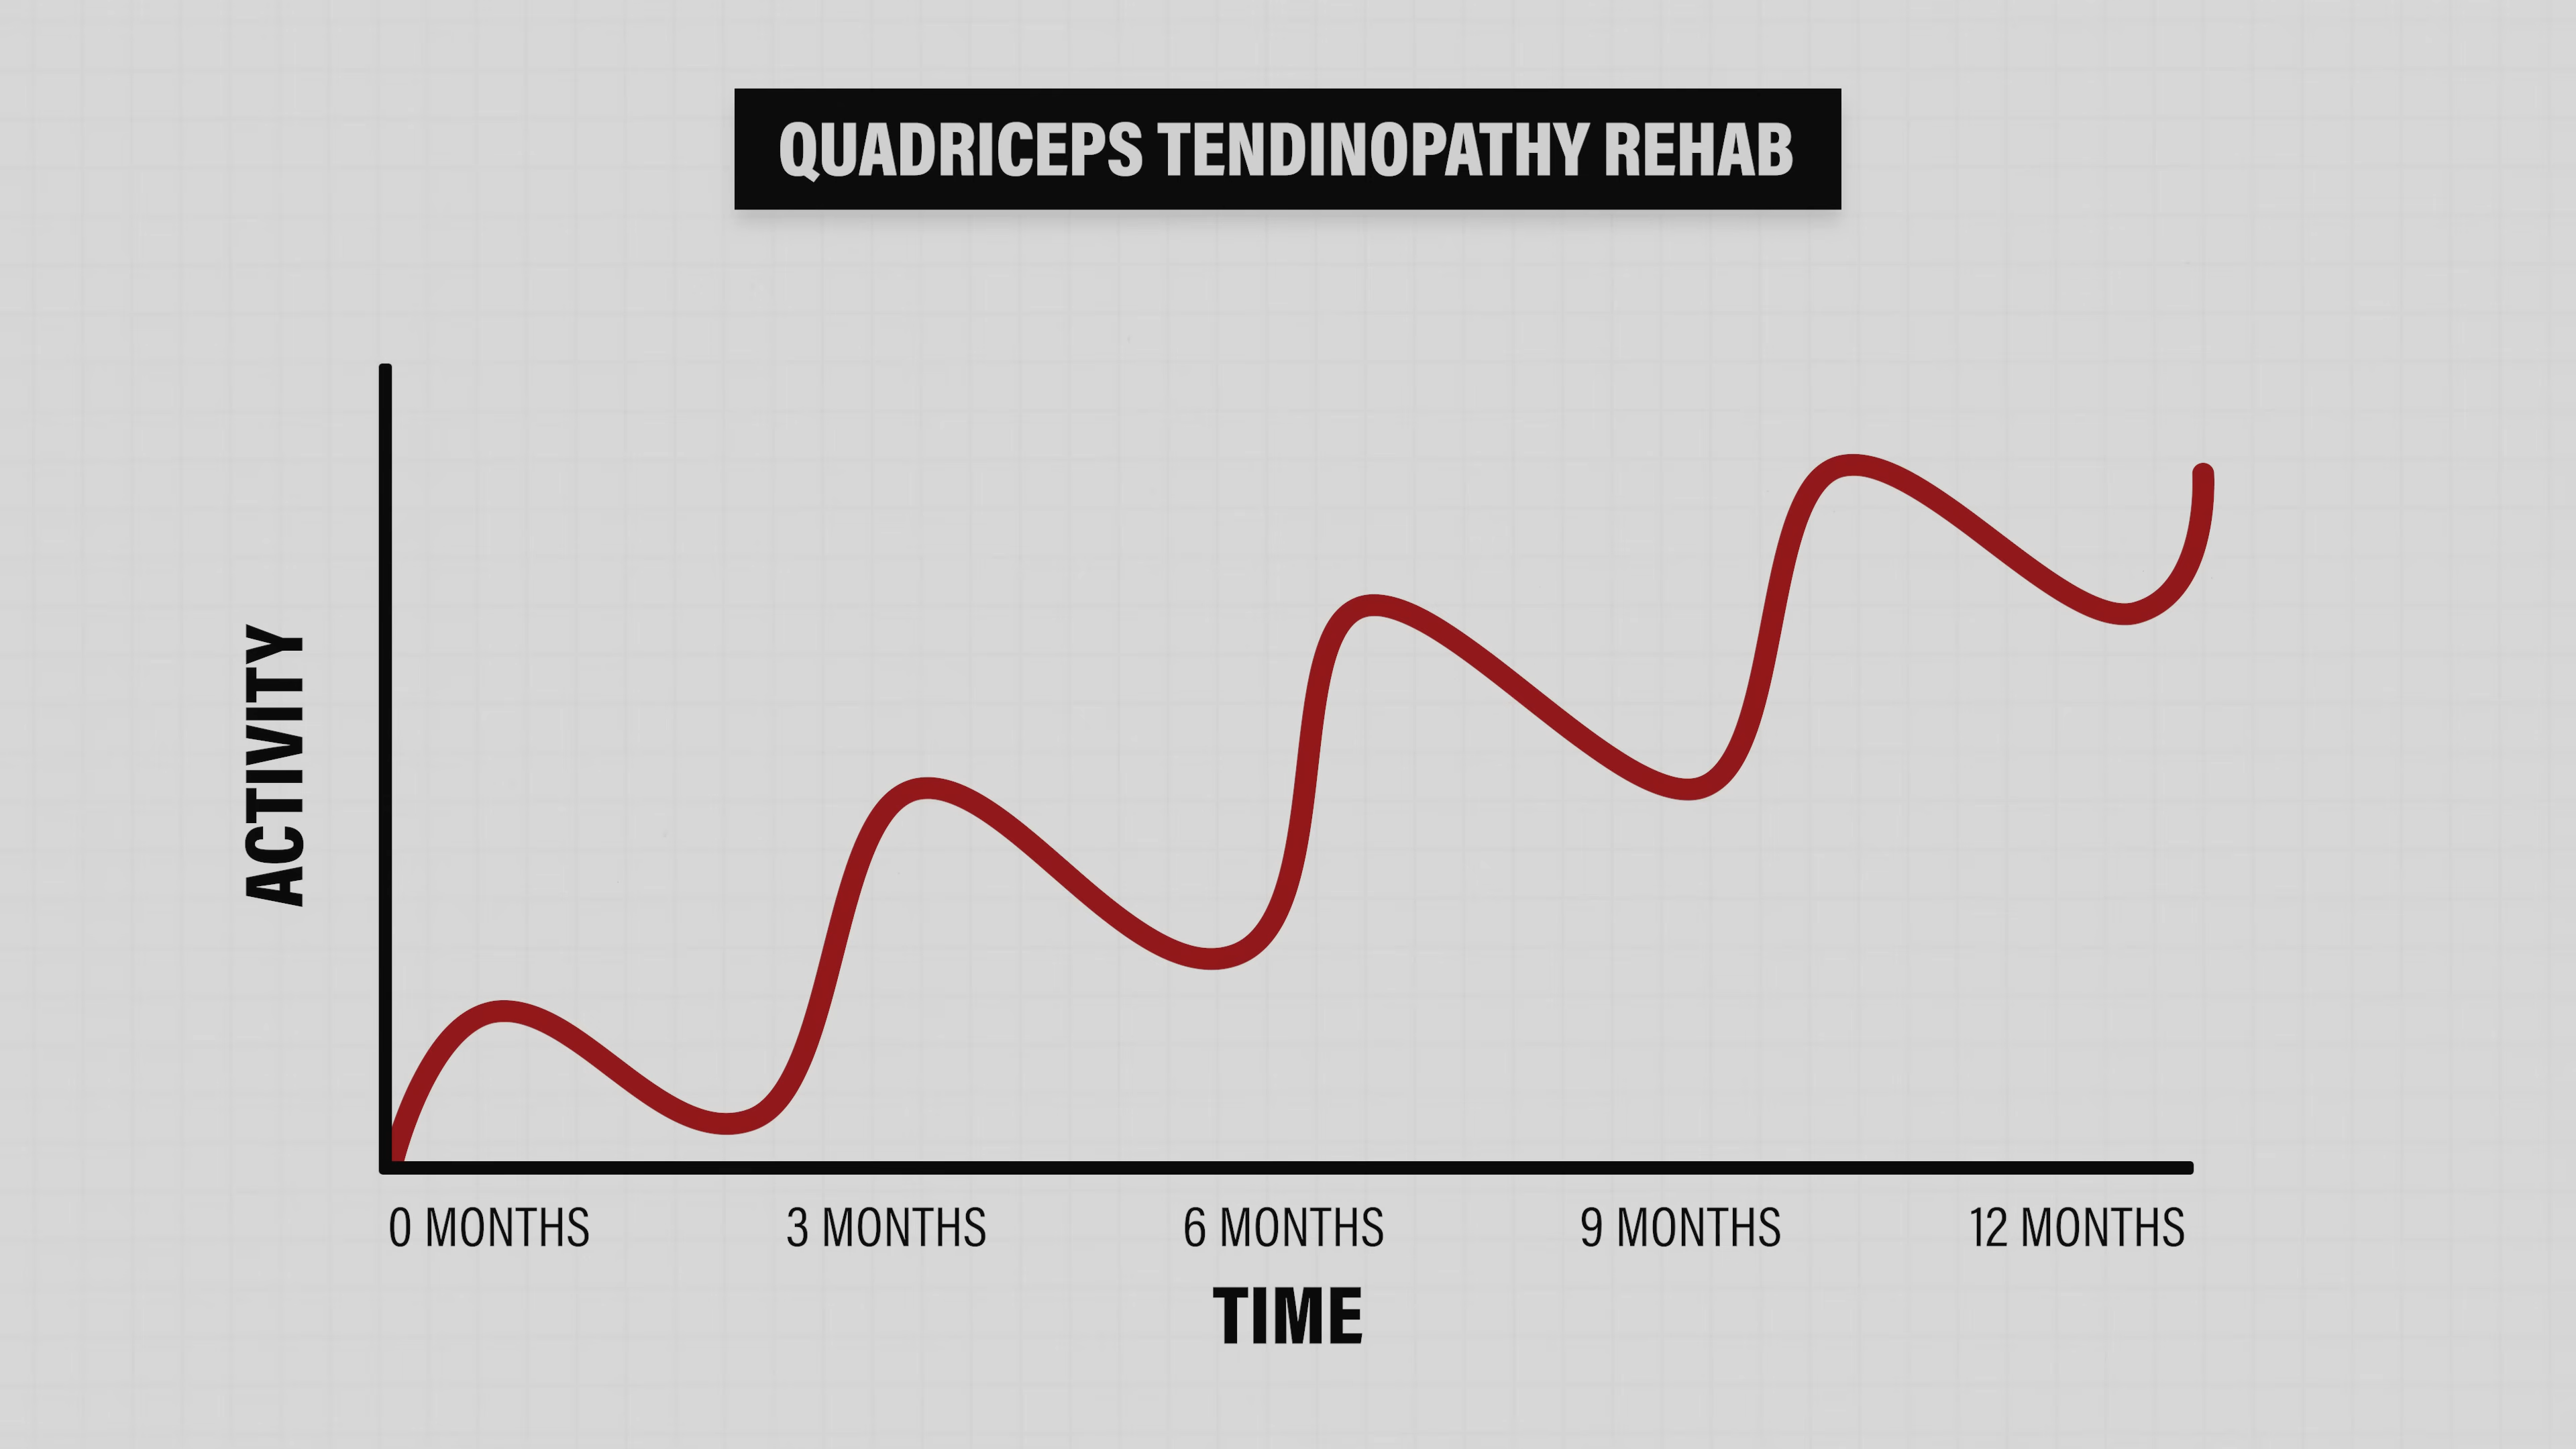 QUADRICEPS TENDINOPATHY REHAB
ACTIVITY
0 MONTHS
3 MONTHS
6 MONTHS
9 MONTHS
12 MONTHS
TIME